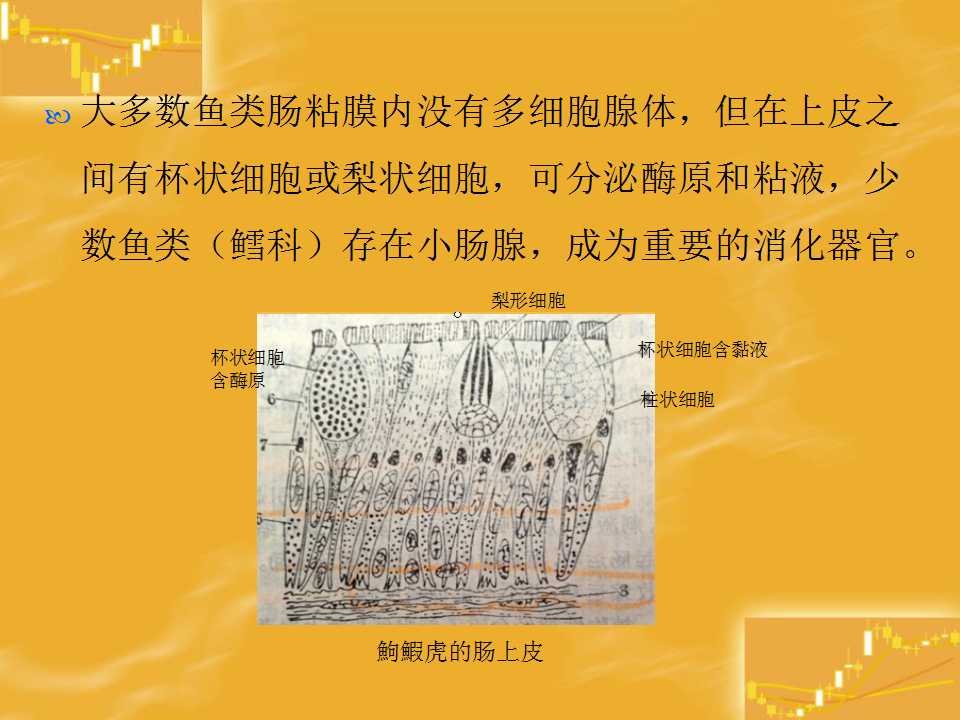 大多数鱼类肠粘膜内没有多细胞腺体，但在上皮之
间有杯状细胞或梨状细胞，可分泌酶原和粘液，少
数鱼类（鳕科）存在小肠腺，成为重要的消化器官。
梨形细胞
杯状细胞
含酶原
杯状细胞含黏液
柱状细胞
6
7
5
3
鮈鰕虎的肠上皮